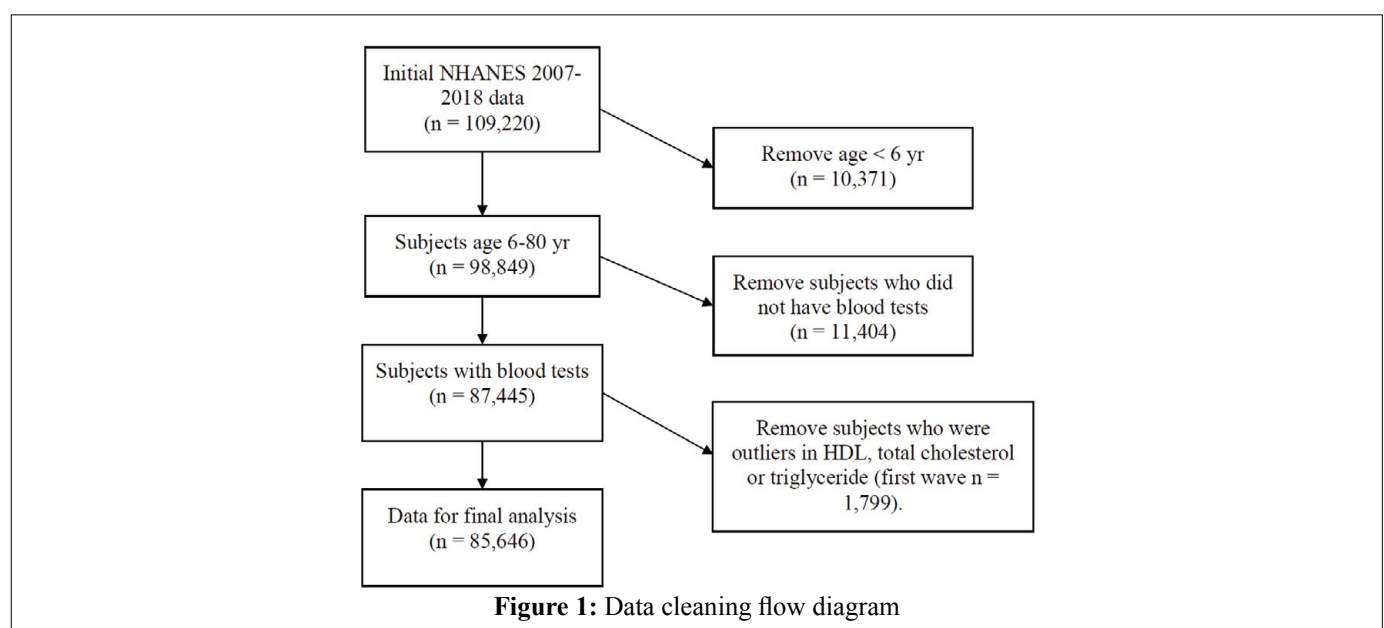 Initial NHANES 2007-
2018 data
(n = 109,220)
Remove age < 6 yr
(n = 10,371)
Subjects age 6-80 yr
(n = 98,849)
Remove subjects who did
not have blood tests
(n = 11,404)
Subjects with blood tests
(n = 87,445)
Remove subjects who were
outliers in HDL, total cholesterol
or triglyceride (first wave n =
1,799).
Data for final analysis
(n = 85,646)
Figure 1: Data cleaning flow diagram